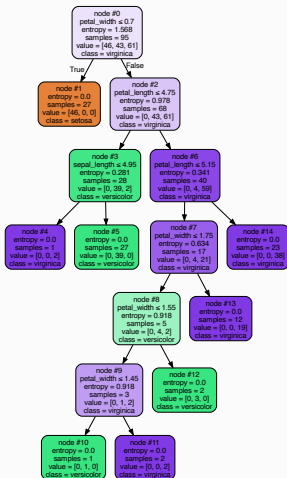 node #0
petal_width ≤ 0.7
entropy = 1.568
samples = 95
value = [46, 43, 61]
class = virginica
True
False
node #1
entropy = 0.0
samples = 27
value = [46, 0, 0]
class = setosa
node #2
petal_length ≤ 4.75
entropy = 0.978
samples = 68
value = [0, 43, 61]
class = virginica
node #3
sepal_length ≤ 4.95
entropy = 0.281
samples = 28
value = [0, 39, 2]
class = versicolor
node #6
petal_length ≤ 5.15
entropy = 0.341
samples = 40
value = [0, 4, 59]
class = virginica
node #4
entropy = 0.0
samples = 1
value = [0, 0, 2]
class = virginica
node #5
entropy = 0.0
samples = 27
value = [0, 39, 0]
class = versicolor
node #7
petal_width ≤ 1.75
entropy = 0.634
samples = 17
value = [0, 4, 21]
class = virginica
node #14
entropy = 0.0
samples = 23
value = [0, 0, 38]
class = virginica
node #8
petal_width ≤ 1.55
entropy = 0.918
samples = 5
value = [0, 4, 2]
class = versicolor
node #13
entropy = 0.0
samples = 12
value = [0, 0, 19]
class = virginica
node #9
petal_width ≤ 1.45
entropy = 0.918
samples = 3
value = [0, 1, 2]
class = virginica
node #12
entropy = 0.0
samples = 2
value = [0, 3, 0]
class = versicolor
node #10
entropy = 0.0
samples = 1
value = [0, 1, 0]
class = versicolor
node #11
entropy = 0.0
samples = 2
value = [0, 0, 2]
class = virginica